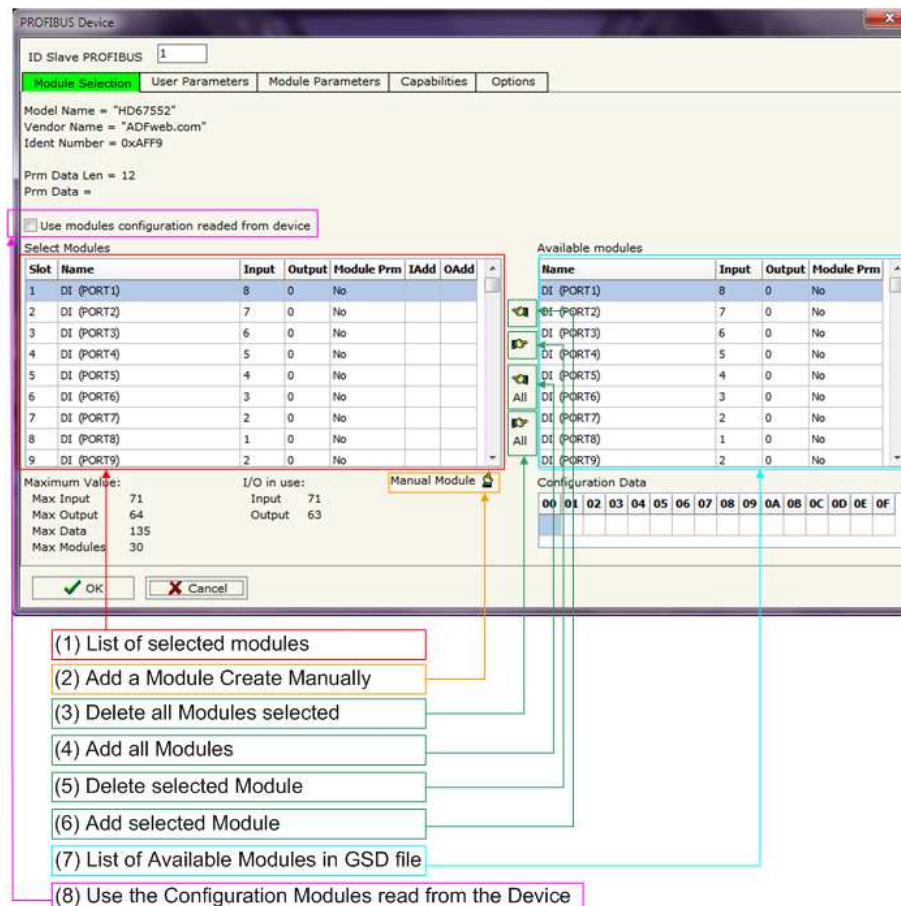 PROFIBUS Device
ID Slave PROFIBUS 1
Module Selection User Parameters Module Parameters Capabilities Options
Model Name = "HD67552"
Vendor Name = "ADFweb.com"
Ident Number = 0xAFF9
Prm Data Len = 12
Prm Data =
Use modules configuration readed from device
Select Modules
Slot Name Input Output Module Prm IAdd OAdd
1 DI (PORT1) 8 0 No
2 DI (PORT2) 7 0 No
3 DI (PORT3) 6 0 No
4 DI (PORT4) 5 0 No
5 DI (PORT5) 4 0 No
6 DI (PORT6) 3 0 No
7 DI (PORT7) 2 0 No
8 DI (PORT8) 1 0 No
9 DI (PORT9) 2 0 No
All
All
Available modules
Name Input Output Module Prm
DI (PORT1) 8 0 No
DI (PORT2) 7 0 No
DI (PORT3) 6 0 No
DI (PORT4) 5 0 No
DI (PORT5) 4 0 No
DI (PORT6) 3 0 No
DI (PORT7) 2 0 No
DI (PORT8) 1 0 No
DI (PORT9) 2 0 No
Maximum Value:
Max Input 71
Max Output 64
Max Data 135
Max Modules 30
I/O in use:
Input 71
Output 63
Manual Module
Configuration Data
00 01 02 03 04 05 06 07 08 09 0A 0B 0C 0D 0E 0F
OK Cancel
(1) List of selected modules
(2) Add a Module Create Manually
(3) Delete all Modules selected
(4) Add all Modules
(5) Delete selected Module
(6) Add selected Module
(7) List of Available Modules in GSD file
(8) Use the Configuration Modules read from the Device